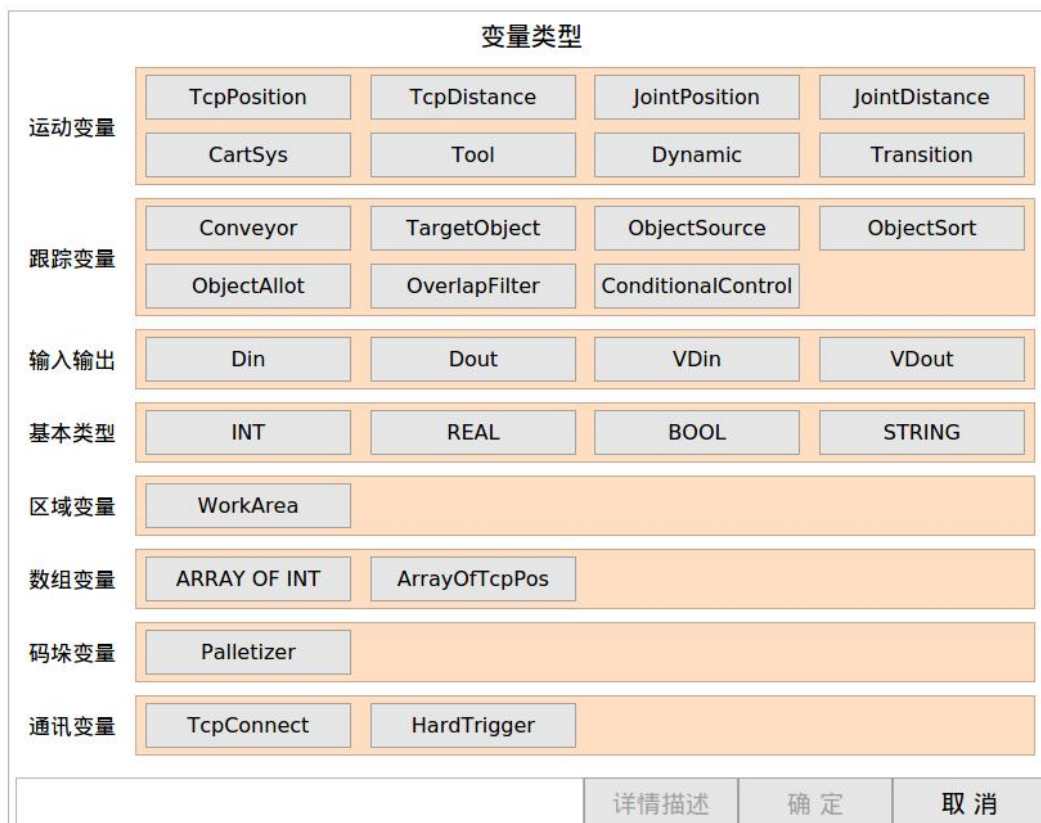 变量类型
运动变量
TcpPosition TcpDistance JointPosition JointDistance
CartSys Tool Dynamic Transition
跟踪变量
Conveyor TargetObject ObjectSource ObjectSort
ObjectAllot OverlapFilter ConditionalControl
输入输出 Din Dout VDin VDout
基本类型 INT REAL BOOL STRING
区域变量 WorkArea
数组变量 ARRAY OF INT ArrayOfTcpPos
码垛变量 Palletizer
通讯变量 TcpConnect HardTrigger
详情描述 确 定 取 消